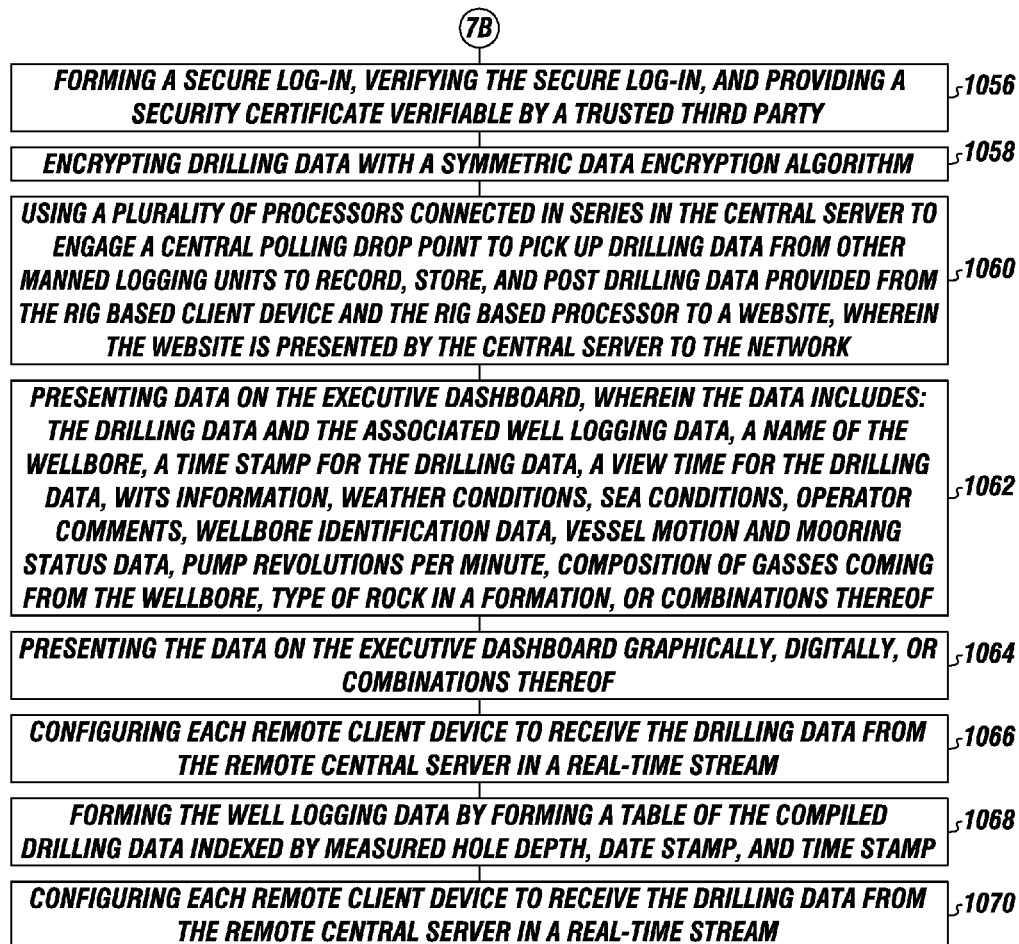 7B
FORMING A SECURE LOG-IN, VERIFYING THE SECURE LOG-IN, AND PROVIDING A
SECURITY CERTIFICATE VERIFIABLE BY A TRUSTED THIRD PARTY
1056
ENCRYPTING DRILLING DATA WITH A SYMMETRIC DATA ENCRYPTION ALGORITHM
1058
USING A PLURALITY OF PROCESSORS CONNECTED IN SERIES IN THE CENTRAL SERVER TO
ENGAGE A CENTRAL POLLING DROP POINT TO PICK UP DRILLING DATA FROM OTHER
MANNED LOGGING UNITS TO RECORD, STORE, AND POST DRILLING DATA PROVIDED FROM
THE RIG BASED CLIENT DEVICE AND THE RIG BASED PROCESSOR TO A WEBSITE, WHEREIN
THE WEBSITE IS PRESENTED BY THE CENTRAL SERVER TO THE NETWORK
1060
PRESENTING DATA ON THE EXECUTIVE DASHBOARD, WHEREIN THE DATA INCLUDES:
THE DRILLING DATA AND THE ASSOCIATED WELL LOGGING DATA, A NAME OF THE
WELLBORE, A TIME STAMP FOR THE DRILLING DATA, A VIEW TIME FOR THE DRILLING
DATA, WITS INFORMATION, WEATHER CONDITIONS, SEA CONDITIONS, OPERATOR
COMMENTS, WELLBORE IDENTIFICATION DATA, VESSEL MOTION AND MOORING
STATUS DATA, PUMP REVOLUTIONS PER MINUTE, COMPOSITION OF GASSES COMING
FROM THE WELLBORE, TYPE OF ROCK IN A FORMATION, OR COMBINATIONS THEREOF
1062
PRESENTING THE DATA ON THE EXECUTIVE DASHBOARD GRAPHICALLY, DIGITALLY, OR
COMBINATIONS THEREOF
1064
CONFIGURING EACH REMOTE CLIENT DEVICE TO RECEIVE THE DRILLING DATA FROM
THE REMOTE CENTRAL SERVER IN A REAL-TIME STREAM
1066
FORMING THE WELL LOGGING DATA BY FORMING A TABLE OF THE COMPILED
DRILLING DATA INDEXED BY MEASURED HOLE DEPTH, DATE STAMP, AND TIME STAMP
1068
CONFIGURING EACH REMOTE CLIENT DEVICE TO RECEIVE THE DRILLING DATA FROM
THE REMOTE CENTRAL SERVER IN A REAL-TIME STREAM
1070